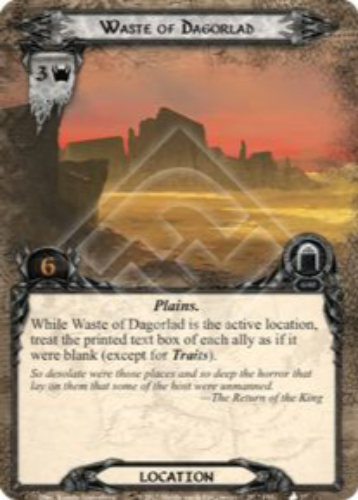 Waste of Dagorlad
3
6
Plains.
While Waste of Dagorlad is the active location,
treat the printed text box of each ally as if it
were blank (except for Traits).
So desolate were those places and so deep the horror that
lay on them that some of the host were unmanned.
—The Return of the King
LOCATION